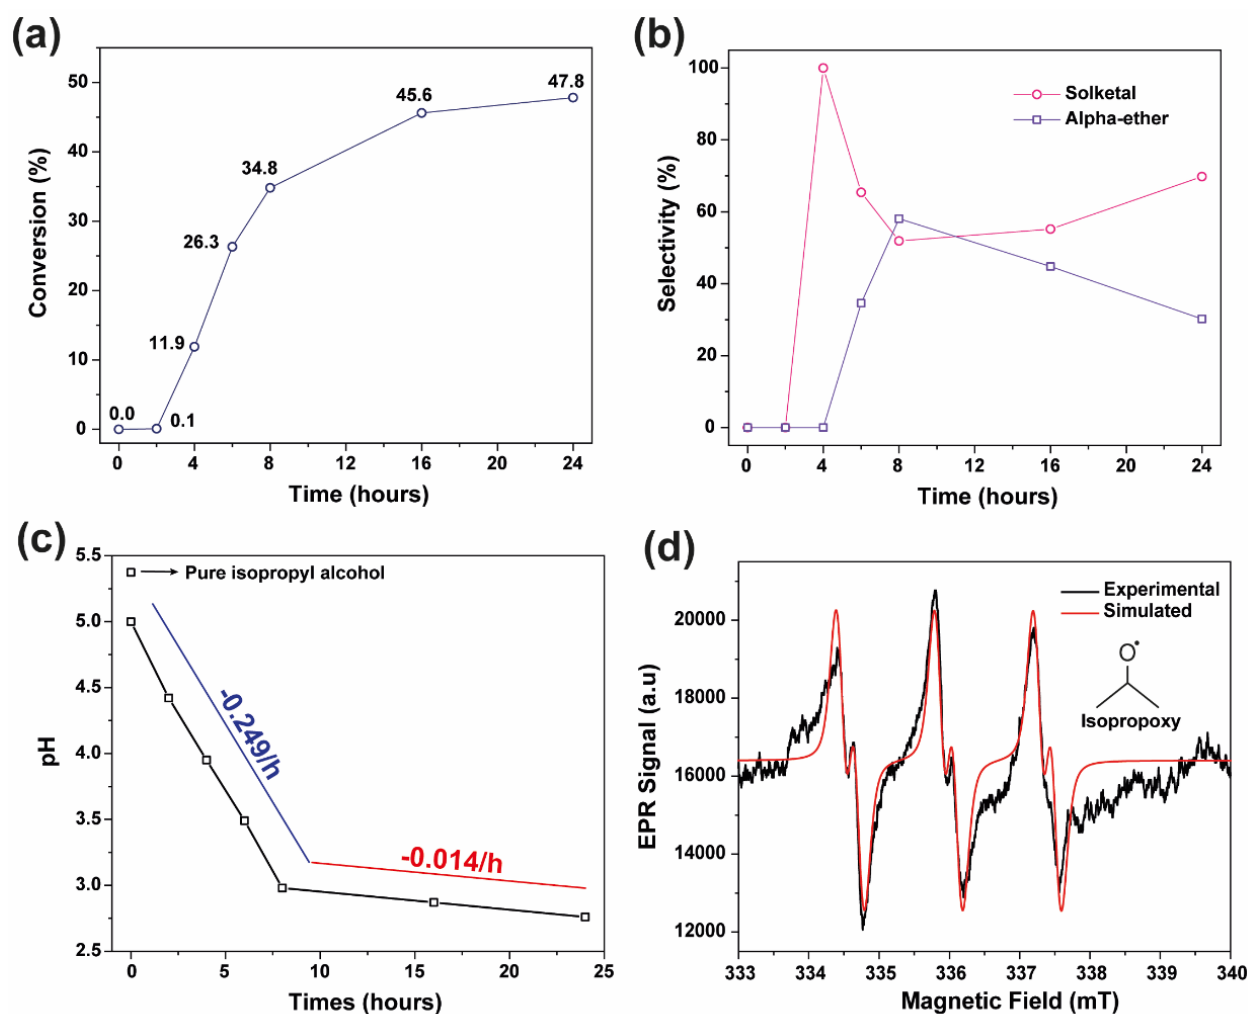 (a)
Conversion (%)
50
40
30
20
10
0
0.0
0.1
11.9
26.3
34.8
45.6
47.8
0
4
8
12
16
20
24
Time (hours)
(b)
Selectivity (%)
100
80
60
40
20
0
Solketal
Alpha-ether
0
4
8
12
16
20
24
Time (hours)
(c)
pH
5.5
5.0
4.5
4.0
3.5
3.0
2.5
Pure isopropyl alcohol
-0.249/h
-0.014/h
0
5
10
15
20
25
Times (hours)
(d)
EPR Signal (a.u)
20000
18000
16000
14000
12000
Experimental
Simulated
O•
Isopropoxy
333
334
335
336
337
338
339
340
Magnetic Field (mT)